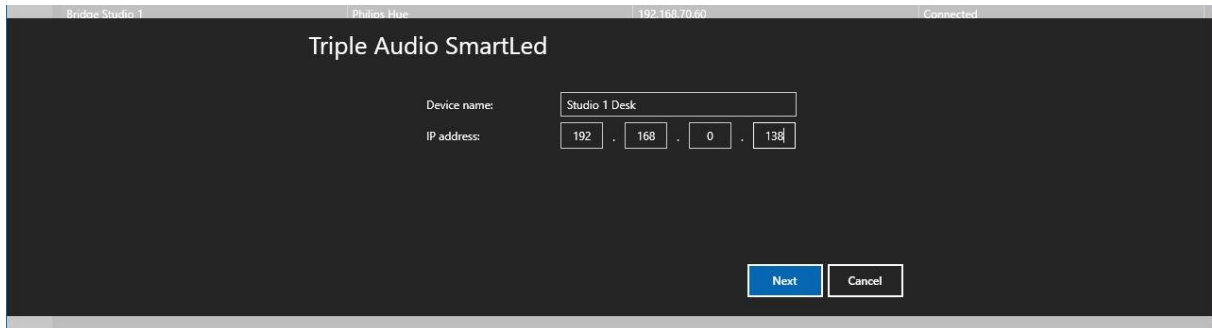 Bridge Studio 1 Philips Hue 192.168.70.60 Connected
Triple Audio SmartLed
Device name: Studio 1 Desk
IP address: 192 . 168 . 0 . 138
Next Cancel